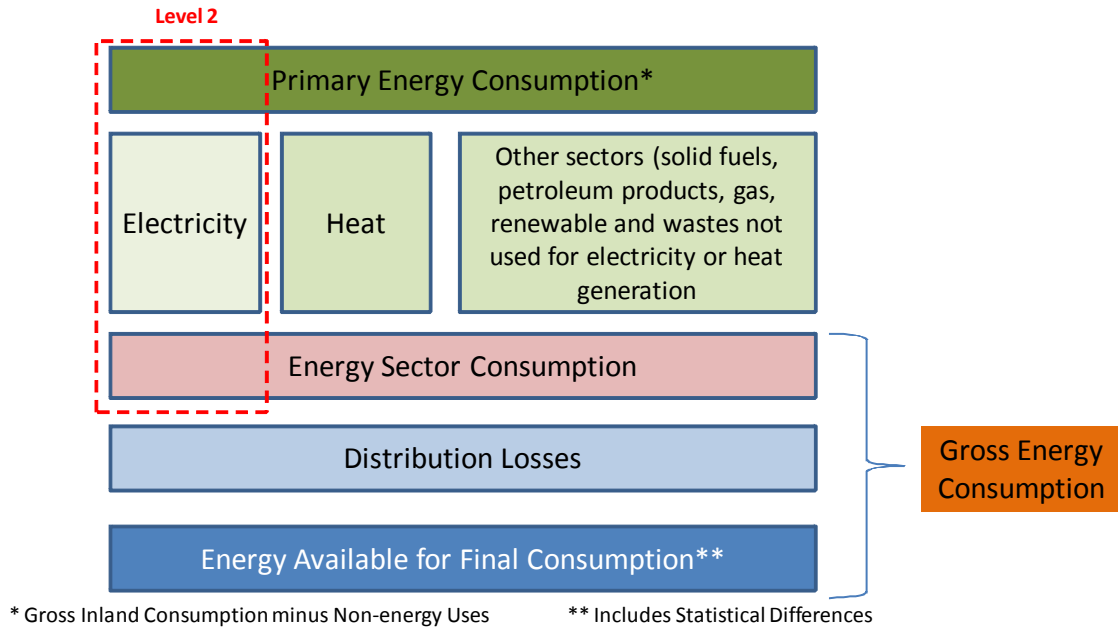 Level 2
Primary Energy Consumption*
Electricity
Heat
Other sectors (solid fuels,
petroleum products, gas,
renewable and wastes not
used for electricity or heat
generation
Energy Sector Consumption
Distribution Losses
Gross Energy
Consumption
Energy Available for Final Consumption**
* Gross Inland Consumption minus Non-energy Uses
** Includes Statistical Differences